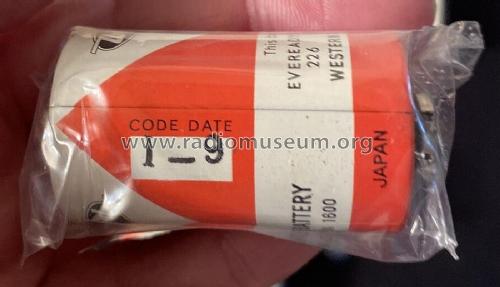 CODE DATE
1-9
This
EVEREADY
226
WESTERN
BATTERY
1600
JAPAN
www.radiomuseum.org